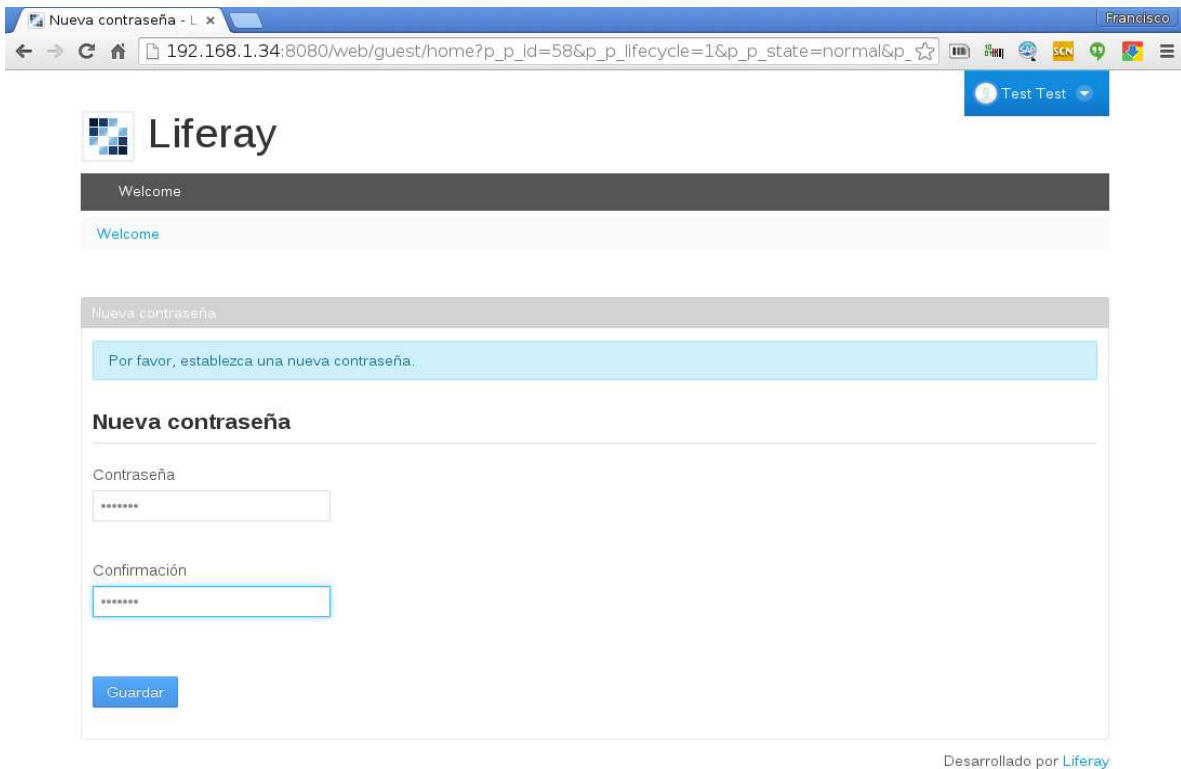 Nueva contraseña - L
Francisco
192.168.1.34:8080/web/guest/home?p_p_id=58&p_p_lifecycle=1&p_p_state=normal&p_
SCN
Test Test
Liferay
Welcome
Welcome
Nueva contraseña
Por favor, establezca una nueva contraseña.
Nueva contraseña
Contraseña
•••••••
Confirmación
•••••••
Guardar
Desarrollado por Liferay